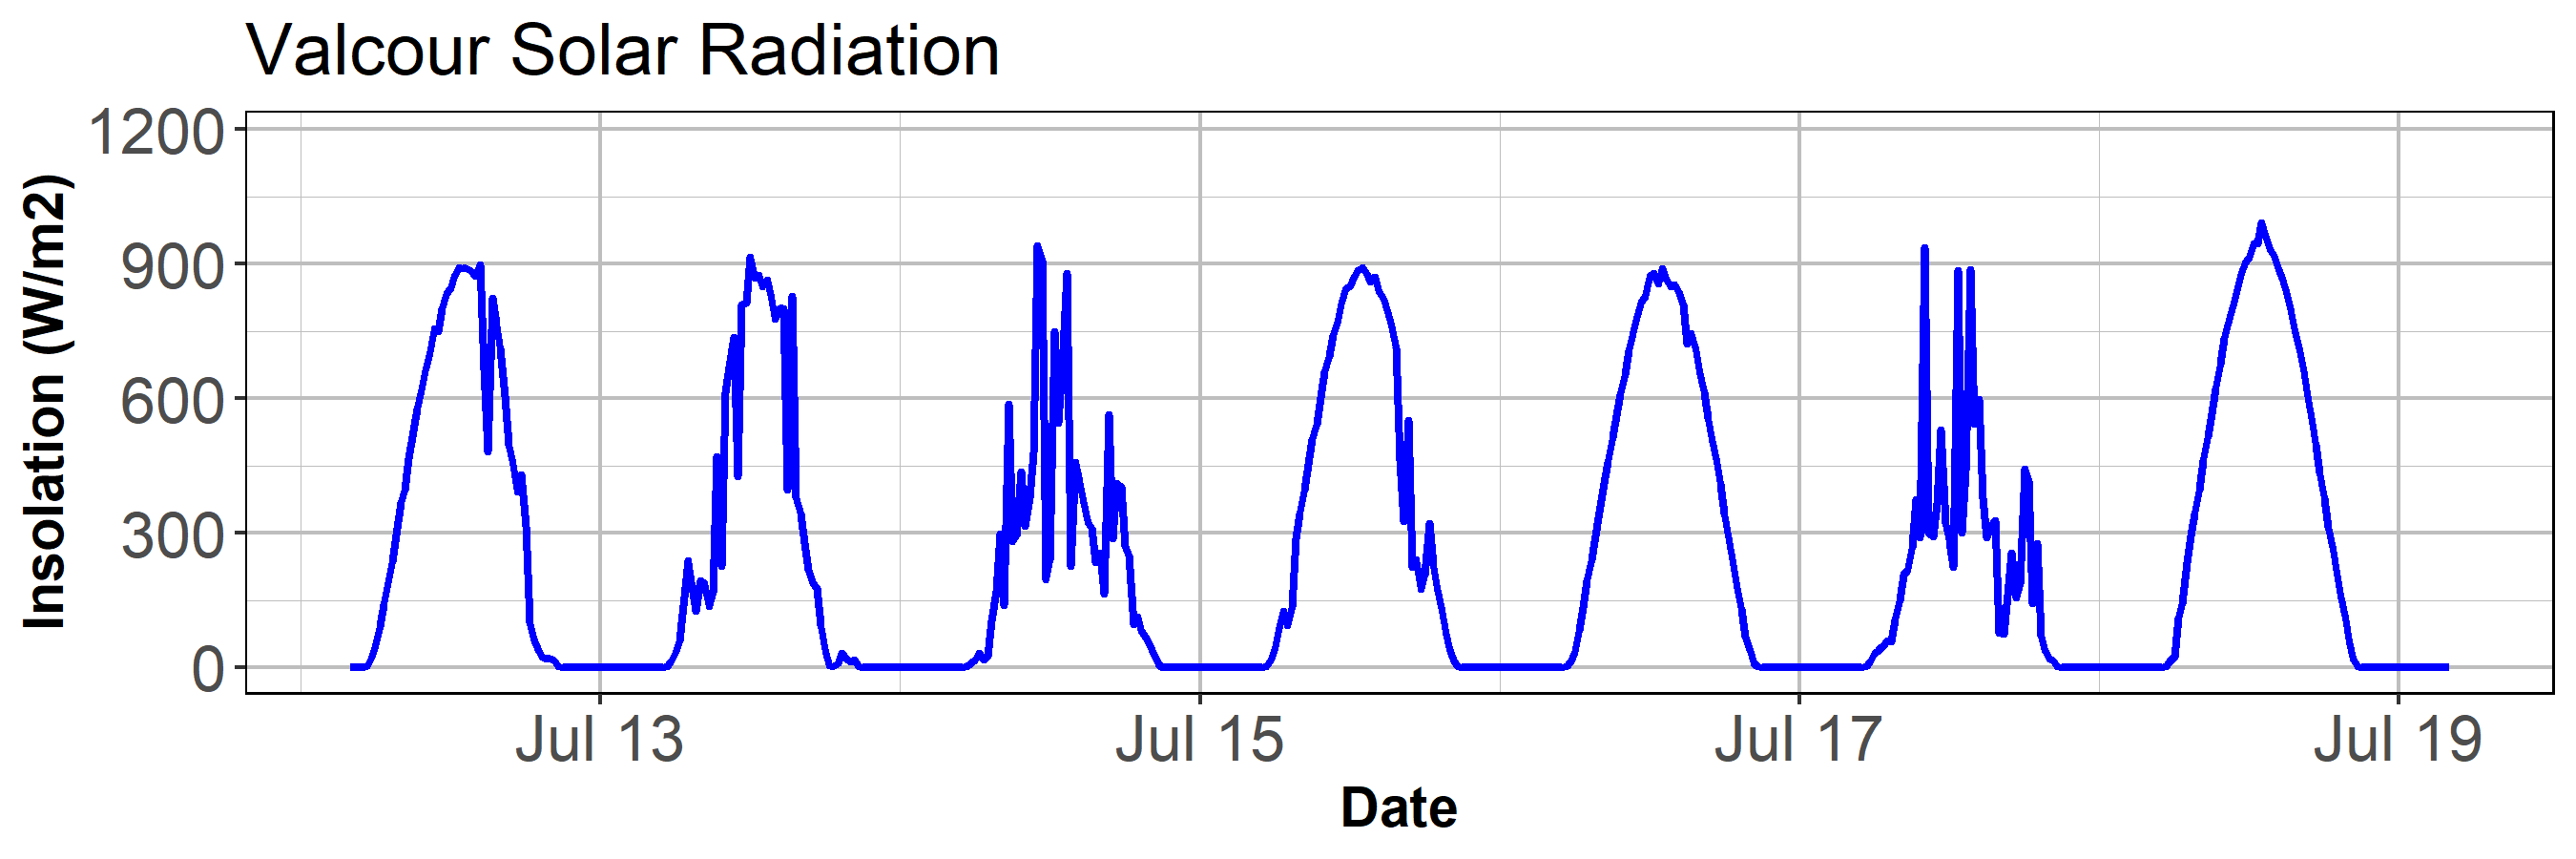 Valcour Solar Radiation
Insolation (W/m2)
1200
900
600
300
0
Jul 13
Jul 15
Jul 17
Jul 19
Date